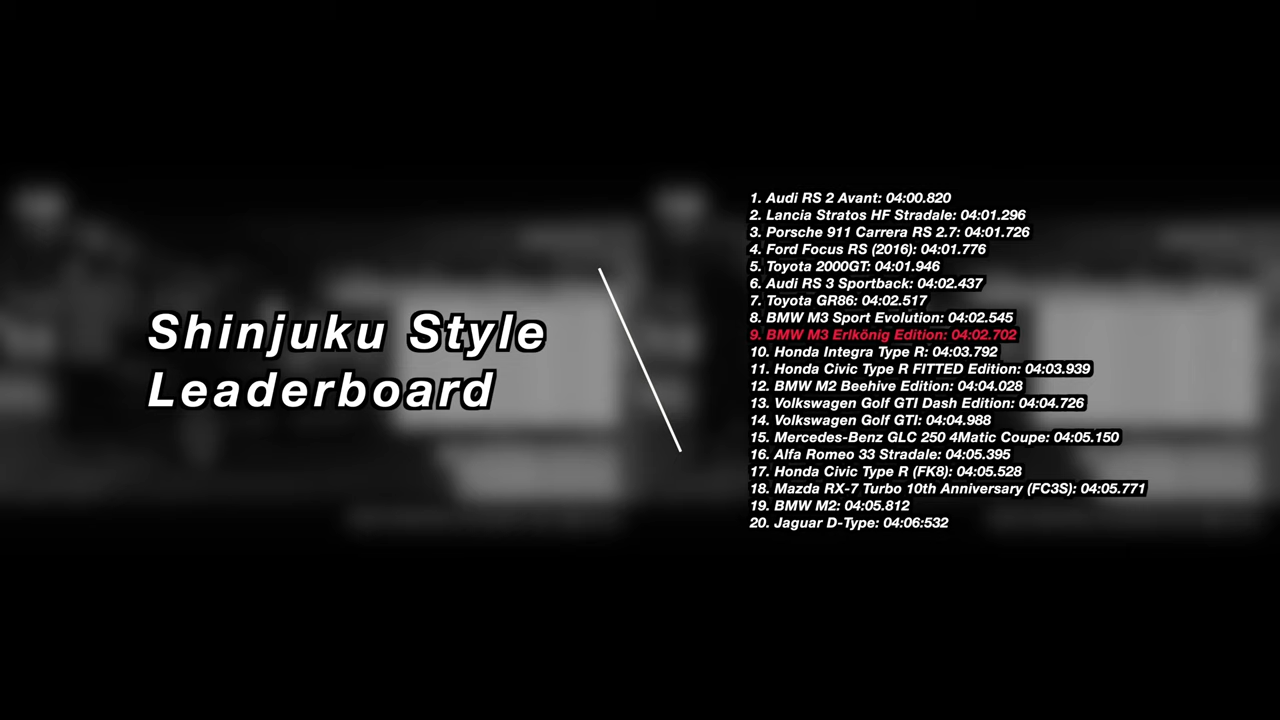 Shinjuku Style
Leaderboard
1. Audi RS 2 Avant: 04:00.820
2. Lancia Stratos HF Stradale: 04:01.296
3. Porsche 911 Carrera RS 2.7: 04:01.726
4. Ford Focus RS (2016): 04:01.776
5. Toyota 2000GT: 04:01.946
6. Audi RS 3 Sportback: 04:02.437
7. Toyota GR86: 04:02.517
8. BMW M3 Sport Evolution: 04:02.545
9. BMW M3 Erlkönig Edition: 04:02.702
10. Honda Integra Type R: 04:03.792
11. Honda Civic Type R FITTED Edition: 04:03.939
12. BMW M2 Beehive Edition: 04:04.028
13. Volkswagen Golf GTI Dash Edition: 04:04.726
14. Volkswagen Golf GTI: 04:04.988
15. Mercedes-Benz GLC 250 4Matic Coupe: 04:05.150
16. Alfa Romeo 33 Stradale: 04:05.395
17. Honda Civic Type R (FK8): 04:05.528
18. Mazda RX-7 Turbo 10th Anniversary (FC3S): 04:05.771
19. BMW M2: 04:05.812
20. Jaguar D-Type: 04:06:532